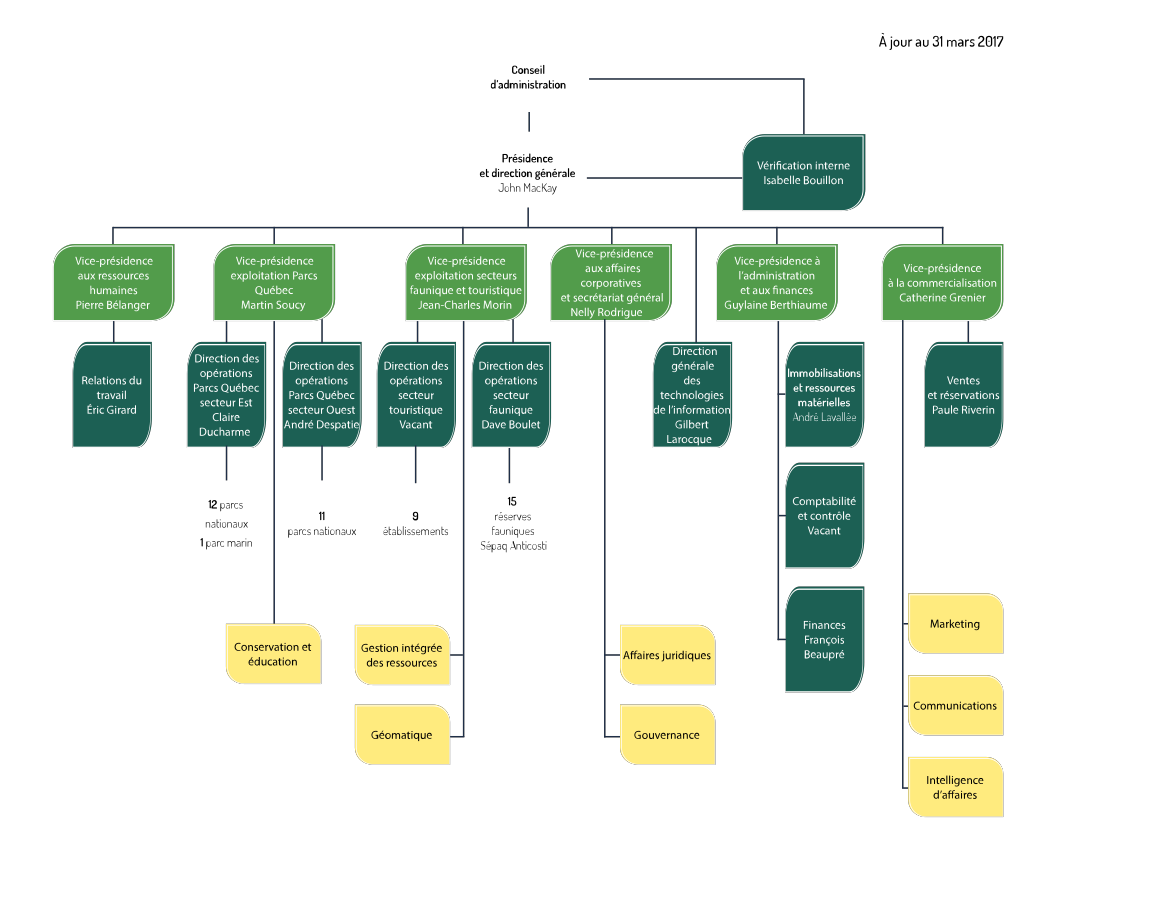 À jour au 31 mars 2017
Conseil
d'administration
Vérification interne
Isabelle Bouillon
Présidence
et direction générale
John MacKay
Vice-présidence
aux ressources
humaines
Pierre Bélanger
Vice-présidence
exploitation Parcs
Québec
Martin Soucy
Vice-présidence
exploitation secteurs
faunique et touristique
Jean-Charles Morin
Vice-présidence
aux affaires
corporatives
et secrétariat général
Nelly Rodrigue
Vice-présidence à
l'administration
et aux finances
Guylaine Berthiaume
Vice-présidence
à la commercialisation
Catherine Grenier
Relations du
travail
Éric Girard
Direction des
opérations
Parcs Québec
secteur Est
Claire
Ducharme
Direction des
opérations
Parcs Québec
secteur Ouest
André Despatie
Direction des
opérations
secteur
touristique
Vacant
Direction des
opérations
secteur
faunique
Dave Boulet
Direction
générale
des
technologies
de l'information
Gilbert
Larocque
Immobilisations
et ressources
matérielles
André Lavallée
Ventes
et réservations
Paule Riverin
12 parcs
nationaux
1 parc marin
11
parcs nationaux
9
établissements
15
réserves
fauniques
Sépaq Anticosti
Comptabilité
et contrôle
Vacant
Finances
François
Beaupré
Conservation et
éducation
Gestion intégrée
des ressources
Géomatique
Affaires juridiques
Gouvernance
Marketing
Communications
Intelligence
d'affaires